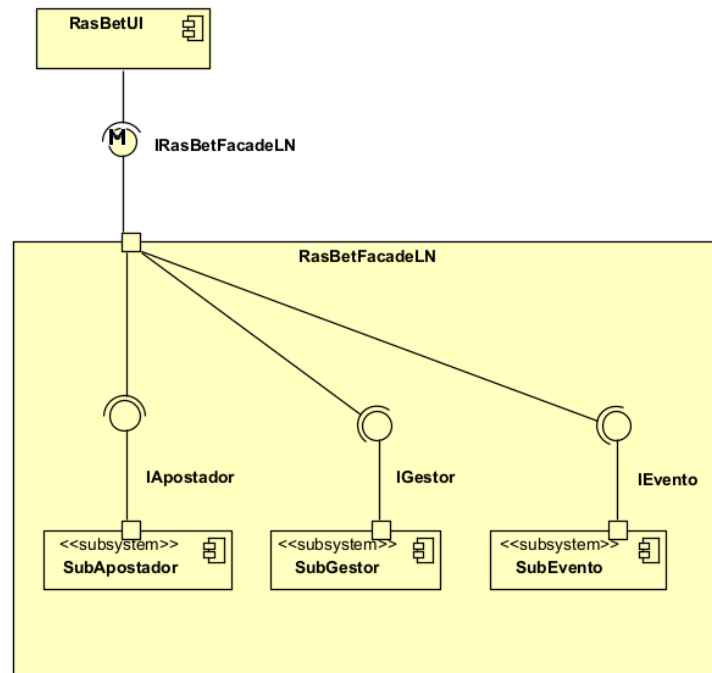 RasBetUI
M
IRasBetFacadeLN
RasBetFacadeLN
IApostador
IGestor
IEvento
<<subsystem>>
SubApostador
<<subsystem>>
SubGestor
<<subsystem>>
SubEvento